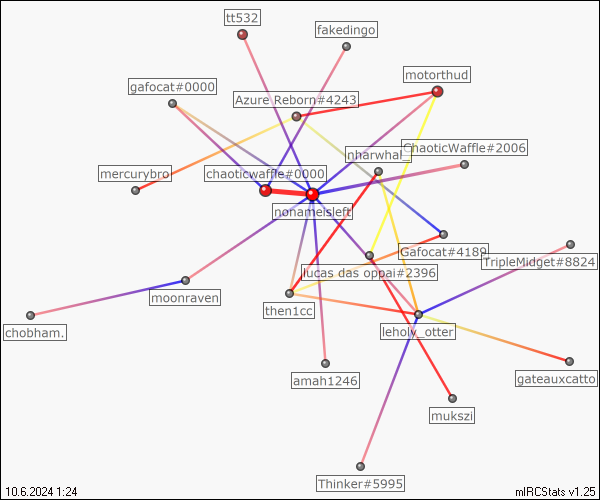 tt532
fakedingo
motorthud
gafocat#0000
Azure Reborn#4243
ChaoticWaffle#2006
nharwhal_
mercurybro
chaoticwaffle#0000
nonameisleft
Gafocat#4189
TripleMidget#8824
lucas das oppai#2396
moonraven
then1cc
chobham.
leholy_otter
amah1246
gateauxcatto
mukszi
Thinker#5995
10.6.2024 1:24
mIRCStats v1.25